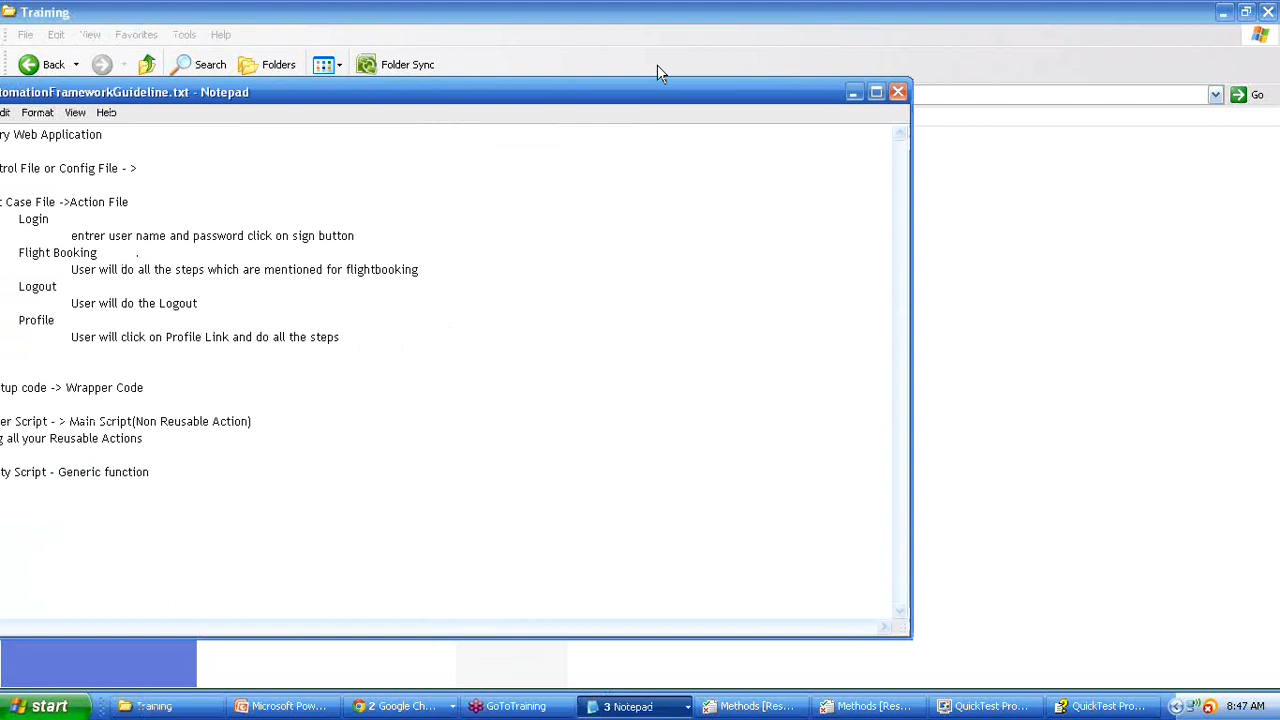 Training
File Edit View Favorites Tools Help
Back Search Folders Folder Sync
tomationFrameworkGuideline.txt - Notepad
Go
dit Format View Help
ry Web Application
trol File or Config File - >
t Case File ->Action File
Login
entrer user name and password click on sign button
Flight Booking .
User will do all the steps which are mentioned for flightbooking
Logout
User will do the Logout
Profile
User will click on Profile Link and do all the steps
tup code -> Wrapper Code
er Script - > Main Script(Non Reusable Action)
g all your Reusable Actions
ty Script - Generic function
start Training Microsoft Pow... 2 Google Ch... GoToTraining 3 Notepad Methods [Res... Methods [Res... QuickTest Pro... QuickTest Pro... 8:47 AM